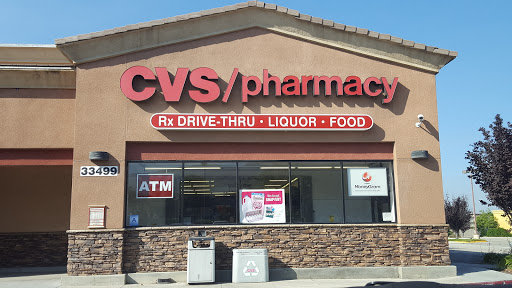 CVS/pharmacy
Rx DRIVE-THRU · LIQUOR · FOOD
33499
ATM
MoneyGram